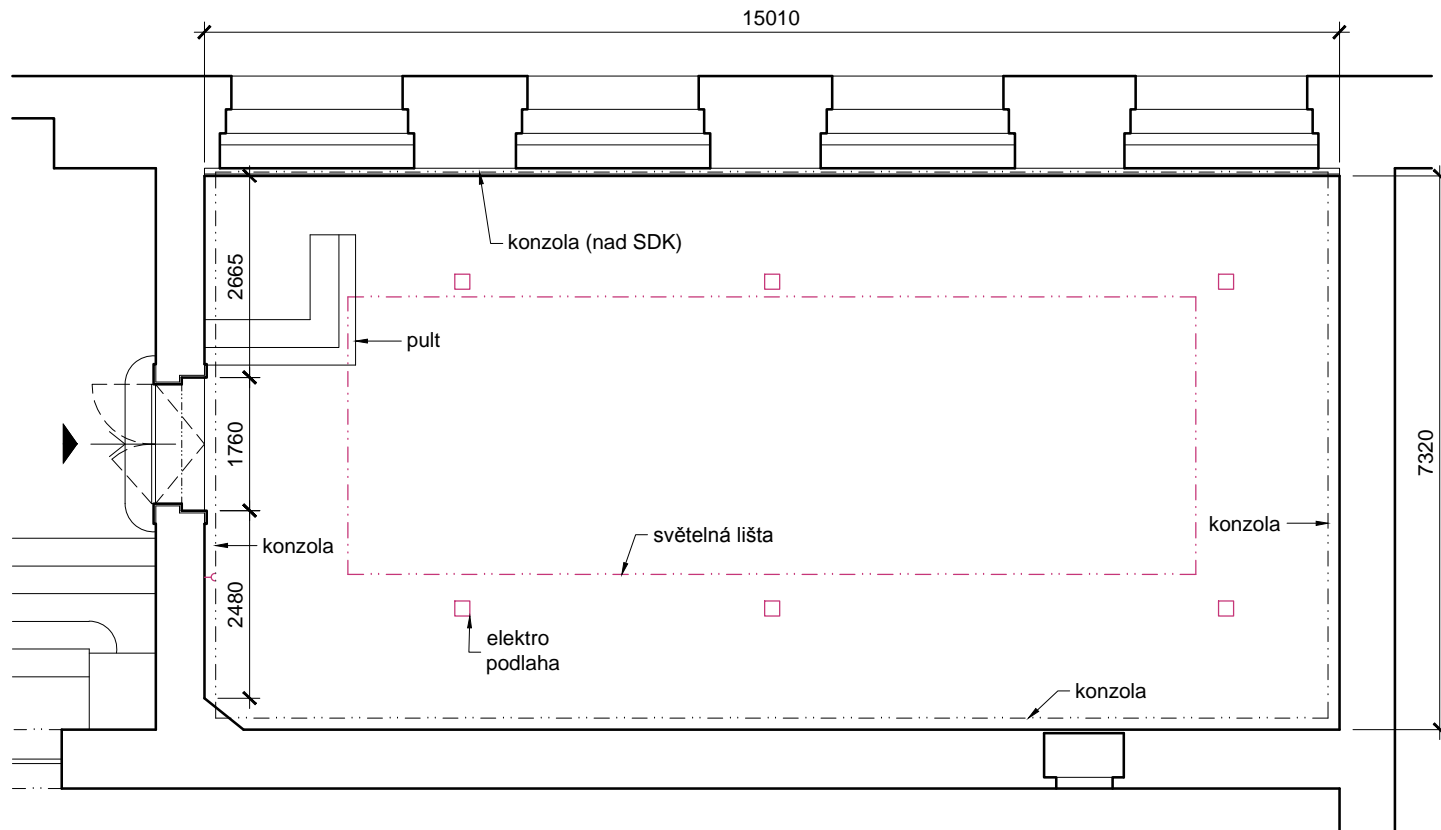 15010
konzola (nad SDK)
2665
pult
1760
7320
konzola
světelná lišta
konzola
2480
elektro
podlaha
konzola